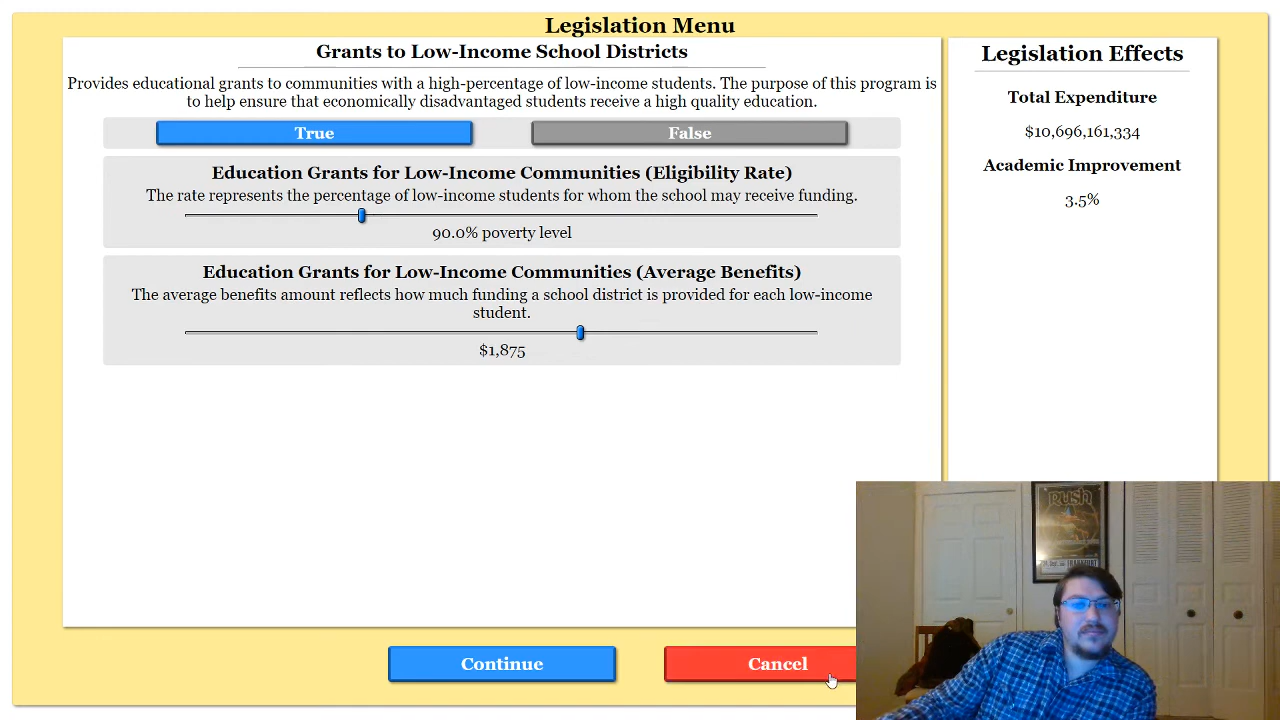 Legislation Menu
Grants to Low-Income School Districts
Provides educational grants to communities with a high-percentage of low-income students. The purpose of this program is
to help ensure that economically disadvantaged students receive a high quality education.
True
False
Education Grants for Low-Income Communities (Eligibility Rate)
The rate represents the percentage of low-income students for whom the school may receive funding.
90.0% poverty level
Education Grants for Low-Income Communities (Average Benefits)
The average benefits amount reflects how much funding a school district is provided for each low-income
student.
$1,875
Continue
Cancel
Legislation Effects
Total Expenditure
$10,696,161,334
Academic Improvement
3.5%
RUSH